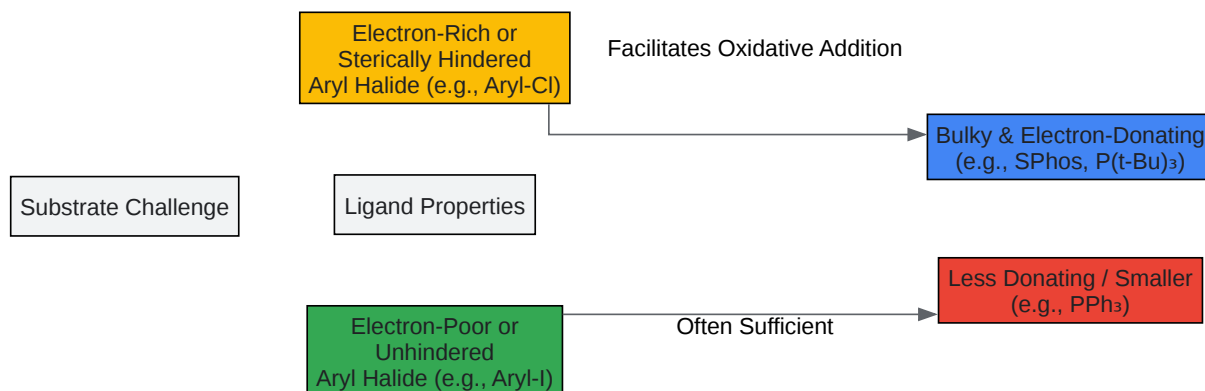 Electron-Rich or
Sterically Hindered
Aryl Halide (e.g., Aryl-Cl)
Facilitates Oxidative Addition
Bulky & Electron-Donating
(e.g., SPhos, P(t-Bu)₃)
Substrate Challenge
Ligand Properties
Less Donating / Smaller
(e.g., PPh₃)
Electron-Poor or
Unhindered
Aryl Halide (e.g., Aryl-I)
Often Sufficient